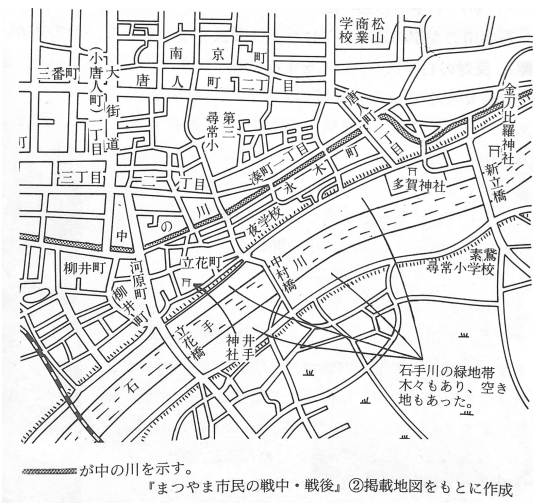 松山
商業
学校
南京町
三番町
大街道
(小唐人町)一丁目
唐人町二丁目
唐人町一丁目
第三
尋常小
金刀比羅神社
新立橋
町
三丁目
二丁目
湊町一丁目
永木町
多賀神社
中の川
夜学校
素鵞
尋常小学校
柳井町
河原町
立花町
中村橋
柳井町
立花橋
井手
神社
石手川
石手川の緑地帯
木々もあり、空き
地もあった。
が中の川を示す。
『まつやま市民の戦中・戦後』②掲載地図をもとに作成